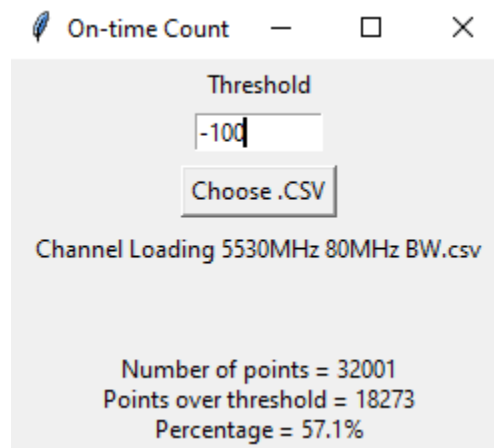 On-time Count
Threshold
-100
Choose .CSV
Channel Loading 5530MHz 80MHz BW.csv
Number of points = 32001
Points over threshold = 18273
Percentage = 57.1%